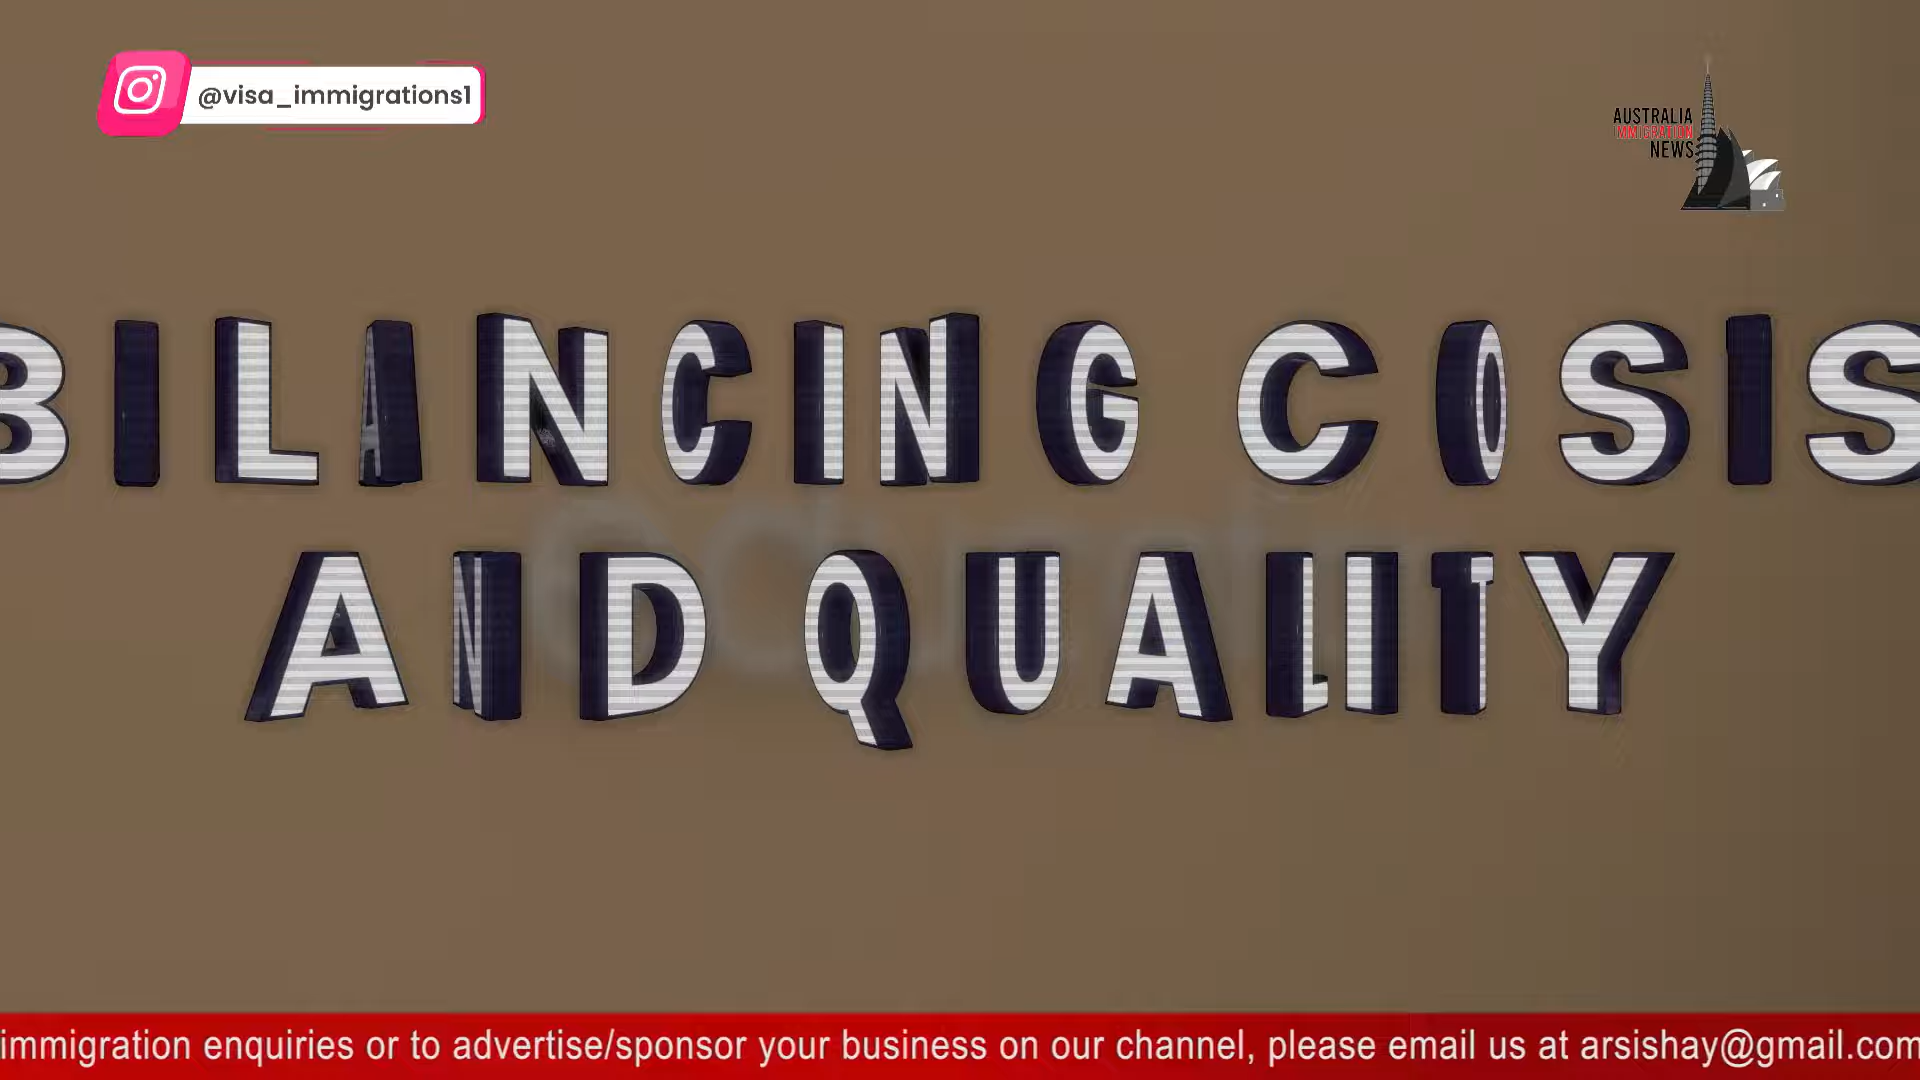 @visa_immigrations1
AUSTRALIA
IMMIGRATION
NEWS
BILANCING COSIS
AND QUALITY
immigration enquiries or to advertise/sponsor your business on our channel, please email us at arsishay@gmail.com